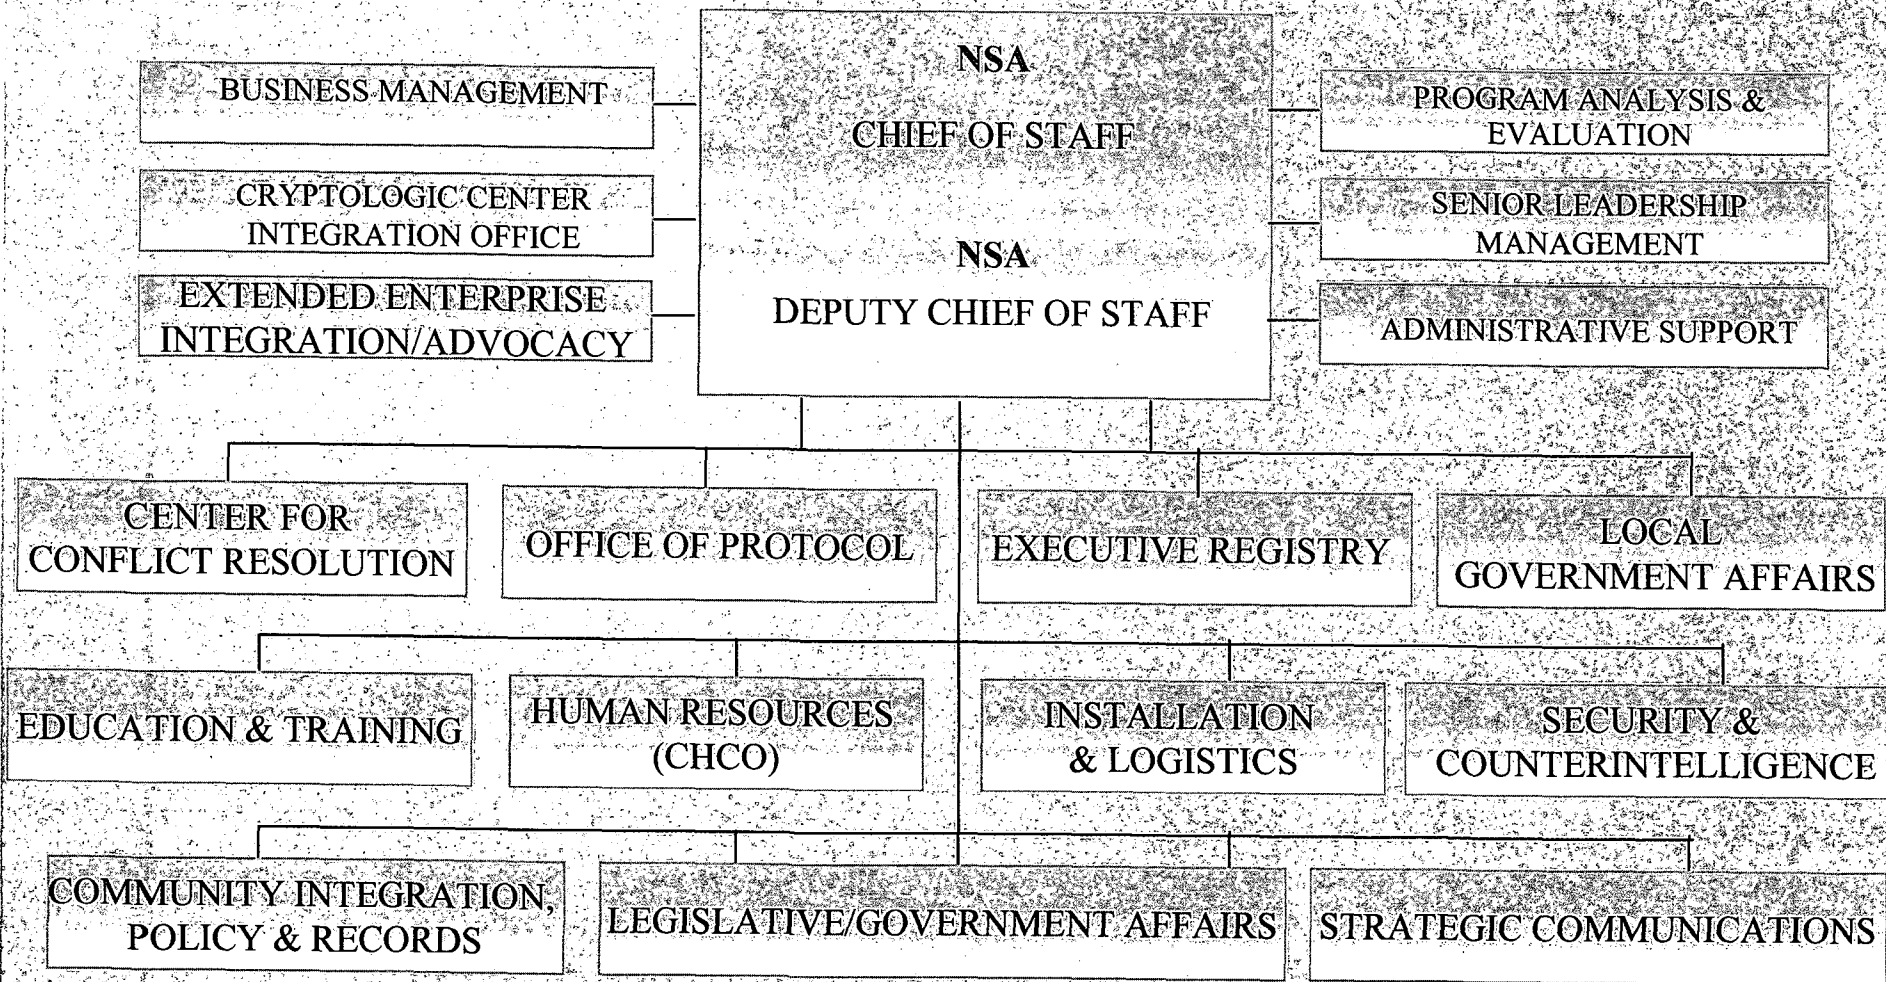 NSA
CHIEF OF STAFF
NSA
DEPUTY CHIEF OF STAFF
BUSINESS MANAGEMENT
CRYPTOLOGIC CENTER
INTEGRATION OFFICE
EXTENDED ENTERPRISE
INTEGRATION/ADVOCACY
PROGRAM ANALYSIS &
EVALUATION
SENIOR LEADERSHIP
MANAGEMENT
ADMINISTRATIVE SUPPORT
CENTER FOR
CONFLICT RESOLUTION
OFFICE OF PROTOCOL
EXECUTIVE REGISTRY
LOCAL
GOVERNMENT AFFAIRS
EDUCATION & TRAINING
HUMAN RESOURCES
(CHCO)
INSTALLATION
& LOGISTICS
SECURITY &
COUNTERINTELLIGENCE
COMMUNITY INTEGRATION,
POLICY & RECORDS
LEGISLATIVE/GOVERNMENT AFFAIRS
STRATEGIC COMMUNICATIONS